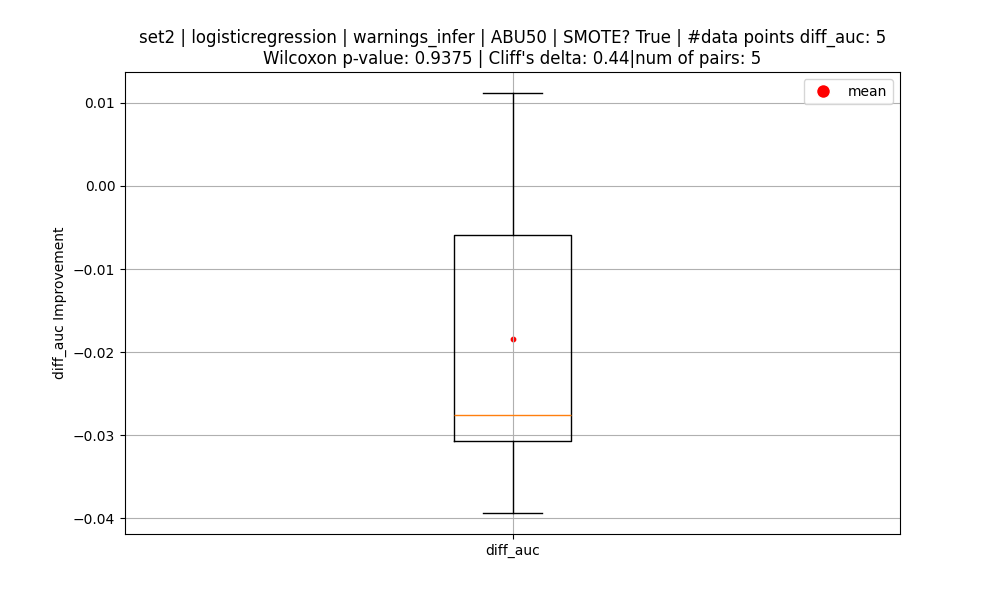 set2 | logisticregression | warnings_infer | ABU50 | SMOTE? True | #data points diff_auc: 5
Wilcoxon p-value: 0.9375 | Cliff's delta: 0.44|num of pairs: 5
mean
0.01
0.00
−0.01
−0.02
−0.03
−0.04
diff_auc Improvement
diff_auc